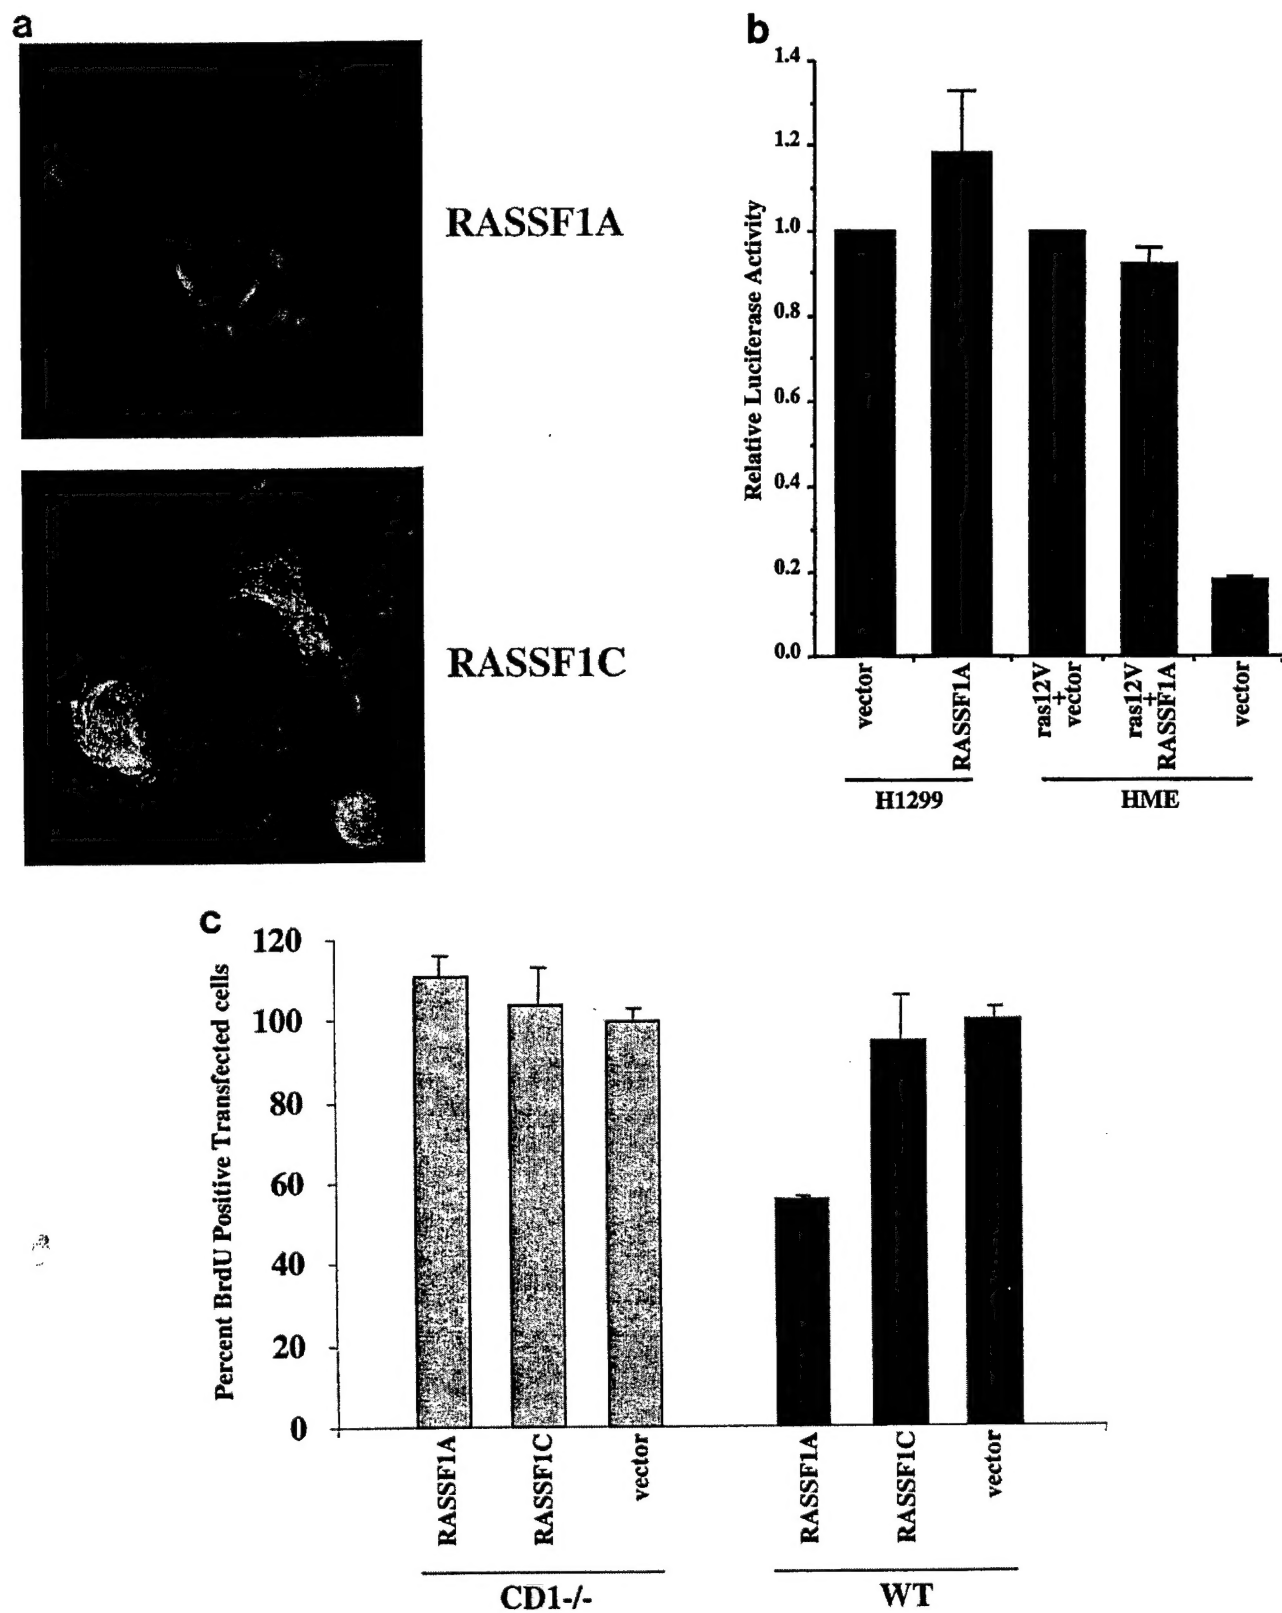 a
RASSF1A
RASSF1C
b
Relative Luciferase Activity
1.4
1.2
1.0
0.8
0.6
0.4
0.2
0.0
vector
RASSF1A
ras12V
+
vector
ras12V
+
RASSF1A
vector
H1299
HME
c
Percent BrdU Positive Transfected cells
120
100
80
60
40
20
0
RASSF1A
RASSF1C
vector
RASSF1A
RASSF1C
vector
CD1-/-
WT